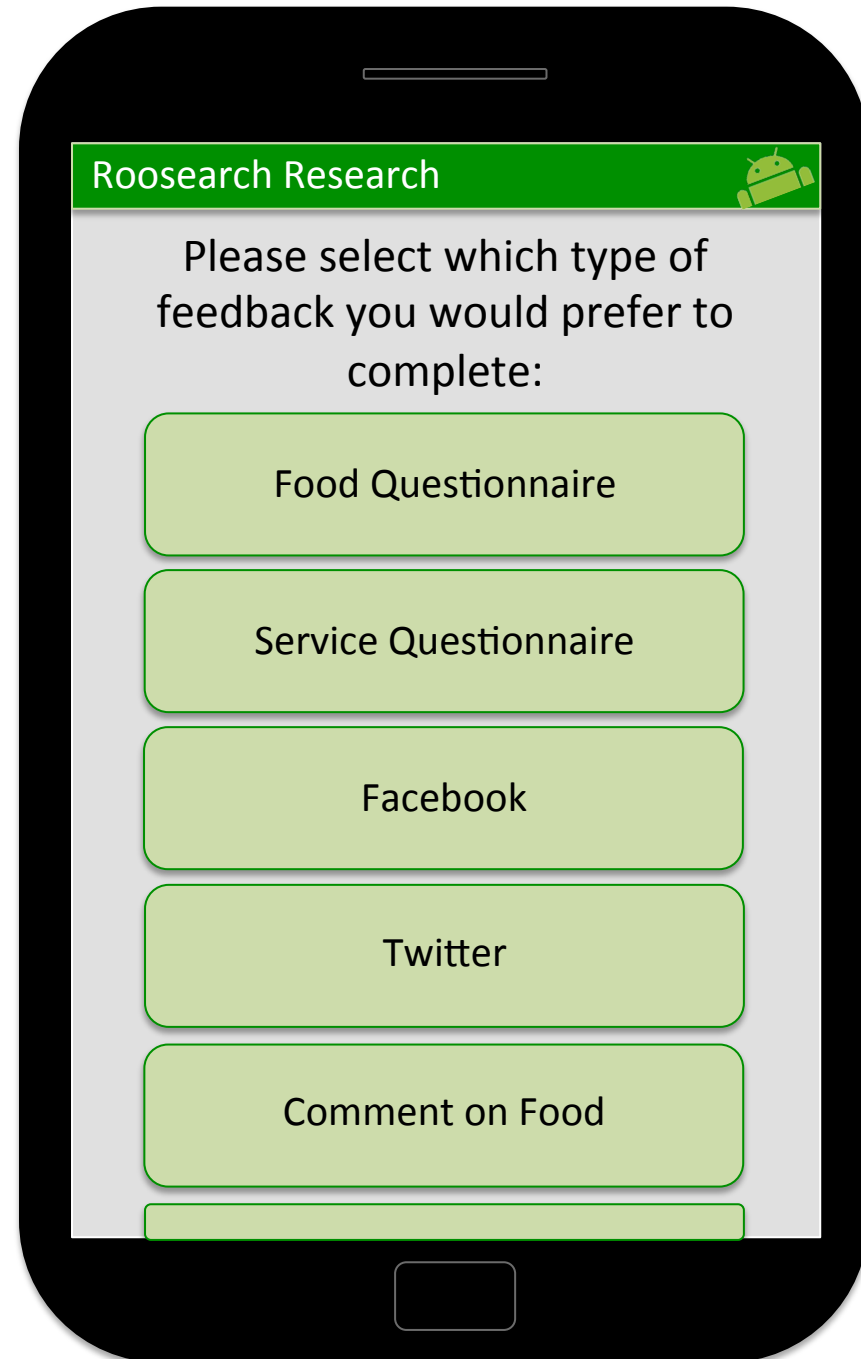 Roosearch Research
Please select which type of
feedback you would prefer to
complete:
Food Questionnaire
Service Questionnaire
Facebook
Twitter
Comment on Food